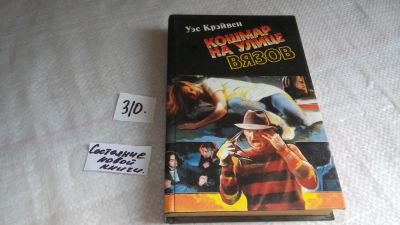 Уэс Крэйвен
КОШМАР
НА УЛИЦЕ
ВЯЗОВ
310.
Состояние
новой
книги.